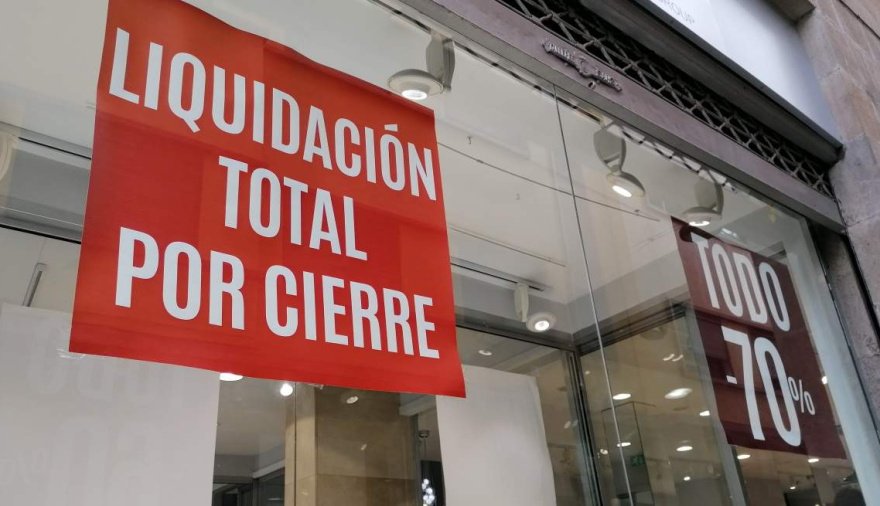 LIQUIDACIÓN
TOTAL
POR CIERRE
TODO
-70%